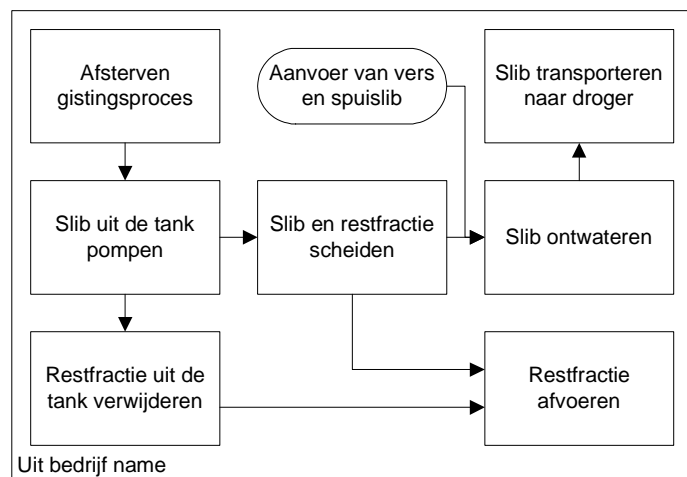 Afsterven
gistingsproces
Aanvoer van vers
en spuislib
Slib transporteren
naar droger
Slib uit de tank
pompen
Slib en restfractie
scheiden
Slib ontwateren
Restfractie uit de
tank verwijderen
Restfractie
afvoeren
Uit bedrijf name